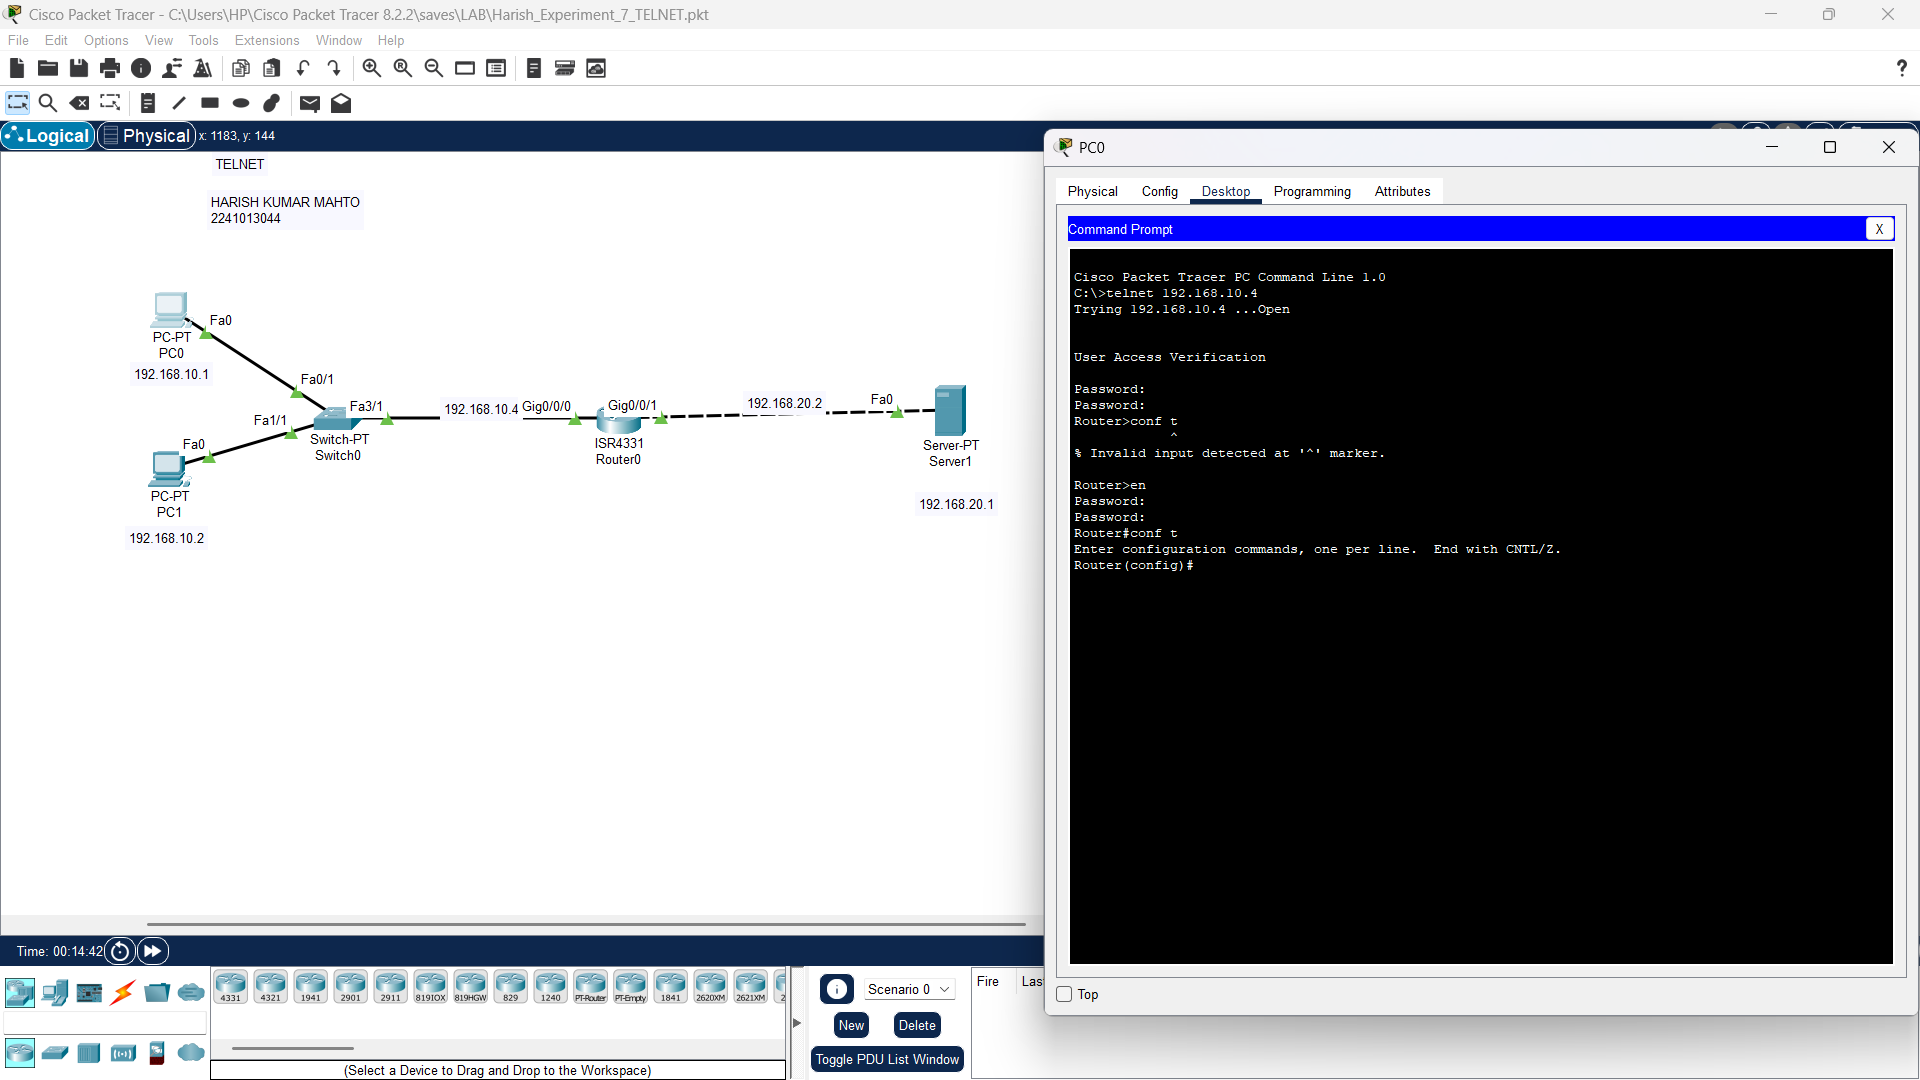 Cisco Packet Tracer - C:\Users\HP\Cisco Packet Tracer 8.2.2\saves\LAB\Harish_Experiment_7_TELNET.pkt
File Edit Options View Tools Extensions Window Help
?
Logical Physical x: 1183, y: 144
TELNET
HARISH KUMAR MAHTO
2241013044
Fa0
PC-PT
PC0
192.168.10.1
Fa0/1
Fa1/1
Fa3/1
Switch-PT
Switch0
Fa0
PC-PT
PC1
192.168.10.2
192.168.10.4
Gig0/0/0
Gig0/0/1
ISR4331
Router0
192.168.20.2
Fa0
Server-PT
Server1
192.168.20.1
PC0
Physical Config Desktop Programming Attributes
Command Prompt
X
Cisco Packet Tracer PC Command Line 1.0
C:\>telnet 192.168.10.4
Trying 192.168.10.4 ...Open
User Access Verification
Password:
Password:
Router>conf t
^
% Invalid input detected at '^' marker.
Router>en
Password:
Password:
Router#conf t
Enter configuration commands, one per line.  End with CNTL/Z.
Router(config)#
Top
Time: 00:14:42
4331 4321 1941 2901 2911 819IOX 819HGW 829 1240 PT-Router PT-Empty 1841 2620XM 2621XM 2
(Select a Device to Drag and Drop to the Workspace)
Scenario 0
New Delete
Toggle PDU List Window
Fire Las